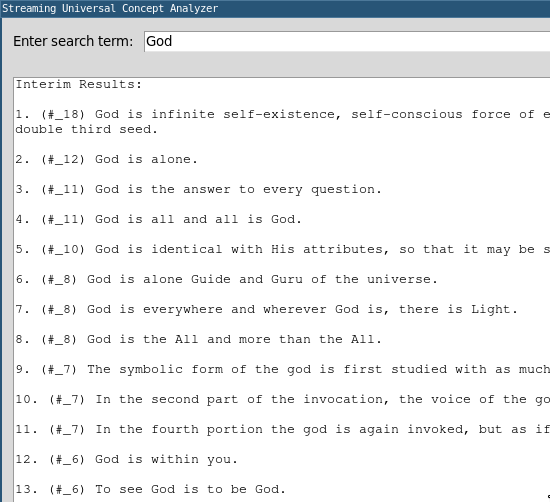 Streaming Universal Concept Analyzer
Enter search term: God
Interim Results:
1. (#_18) God is infinite self-existence, self-conscious force of e
double third seed.
2. (#_12) God is alone.
3. (#_11) God is the answer to every question.
4. (#_11) God is all and all is God.
5. (#_10) God is identical with His attributes, so that it may be s
6. (#_8) God is alone Guide and Guru of the universe.
7. (#_8) God is everywhere and wherever God is, there is Light.
8. (#_8) God is the All and more than the All.
9. (#_7) The symbolic form of the god is first studied with as much
10. (#_7) In the second part of the invocation, the voice of the go
11. (#_7) In the fourth portion the god is again invoked, but as if
12. (#_6) God is within you.
13. (#_6) To see God is to be God.